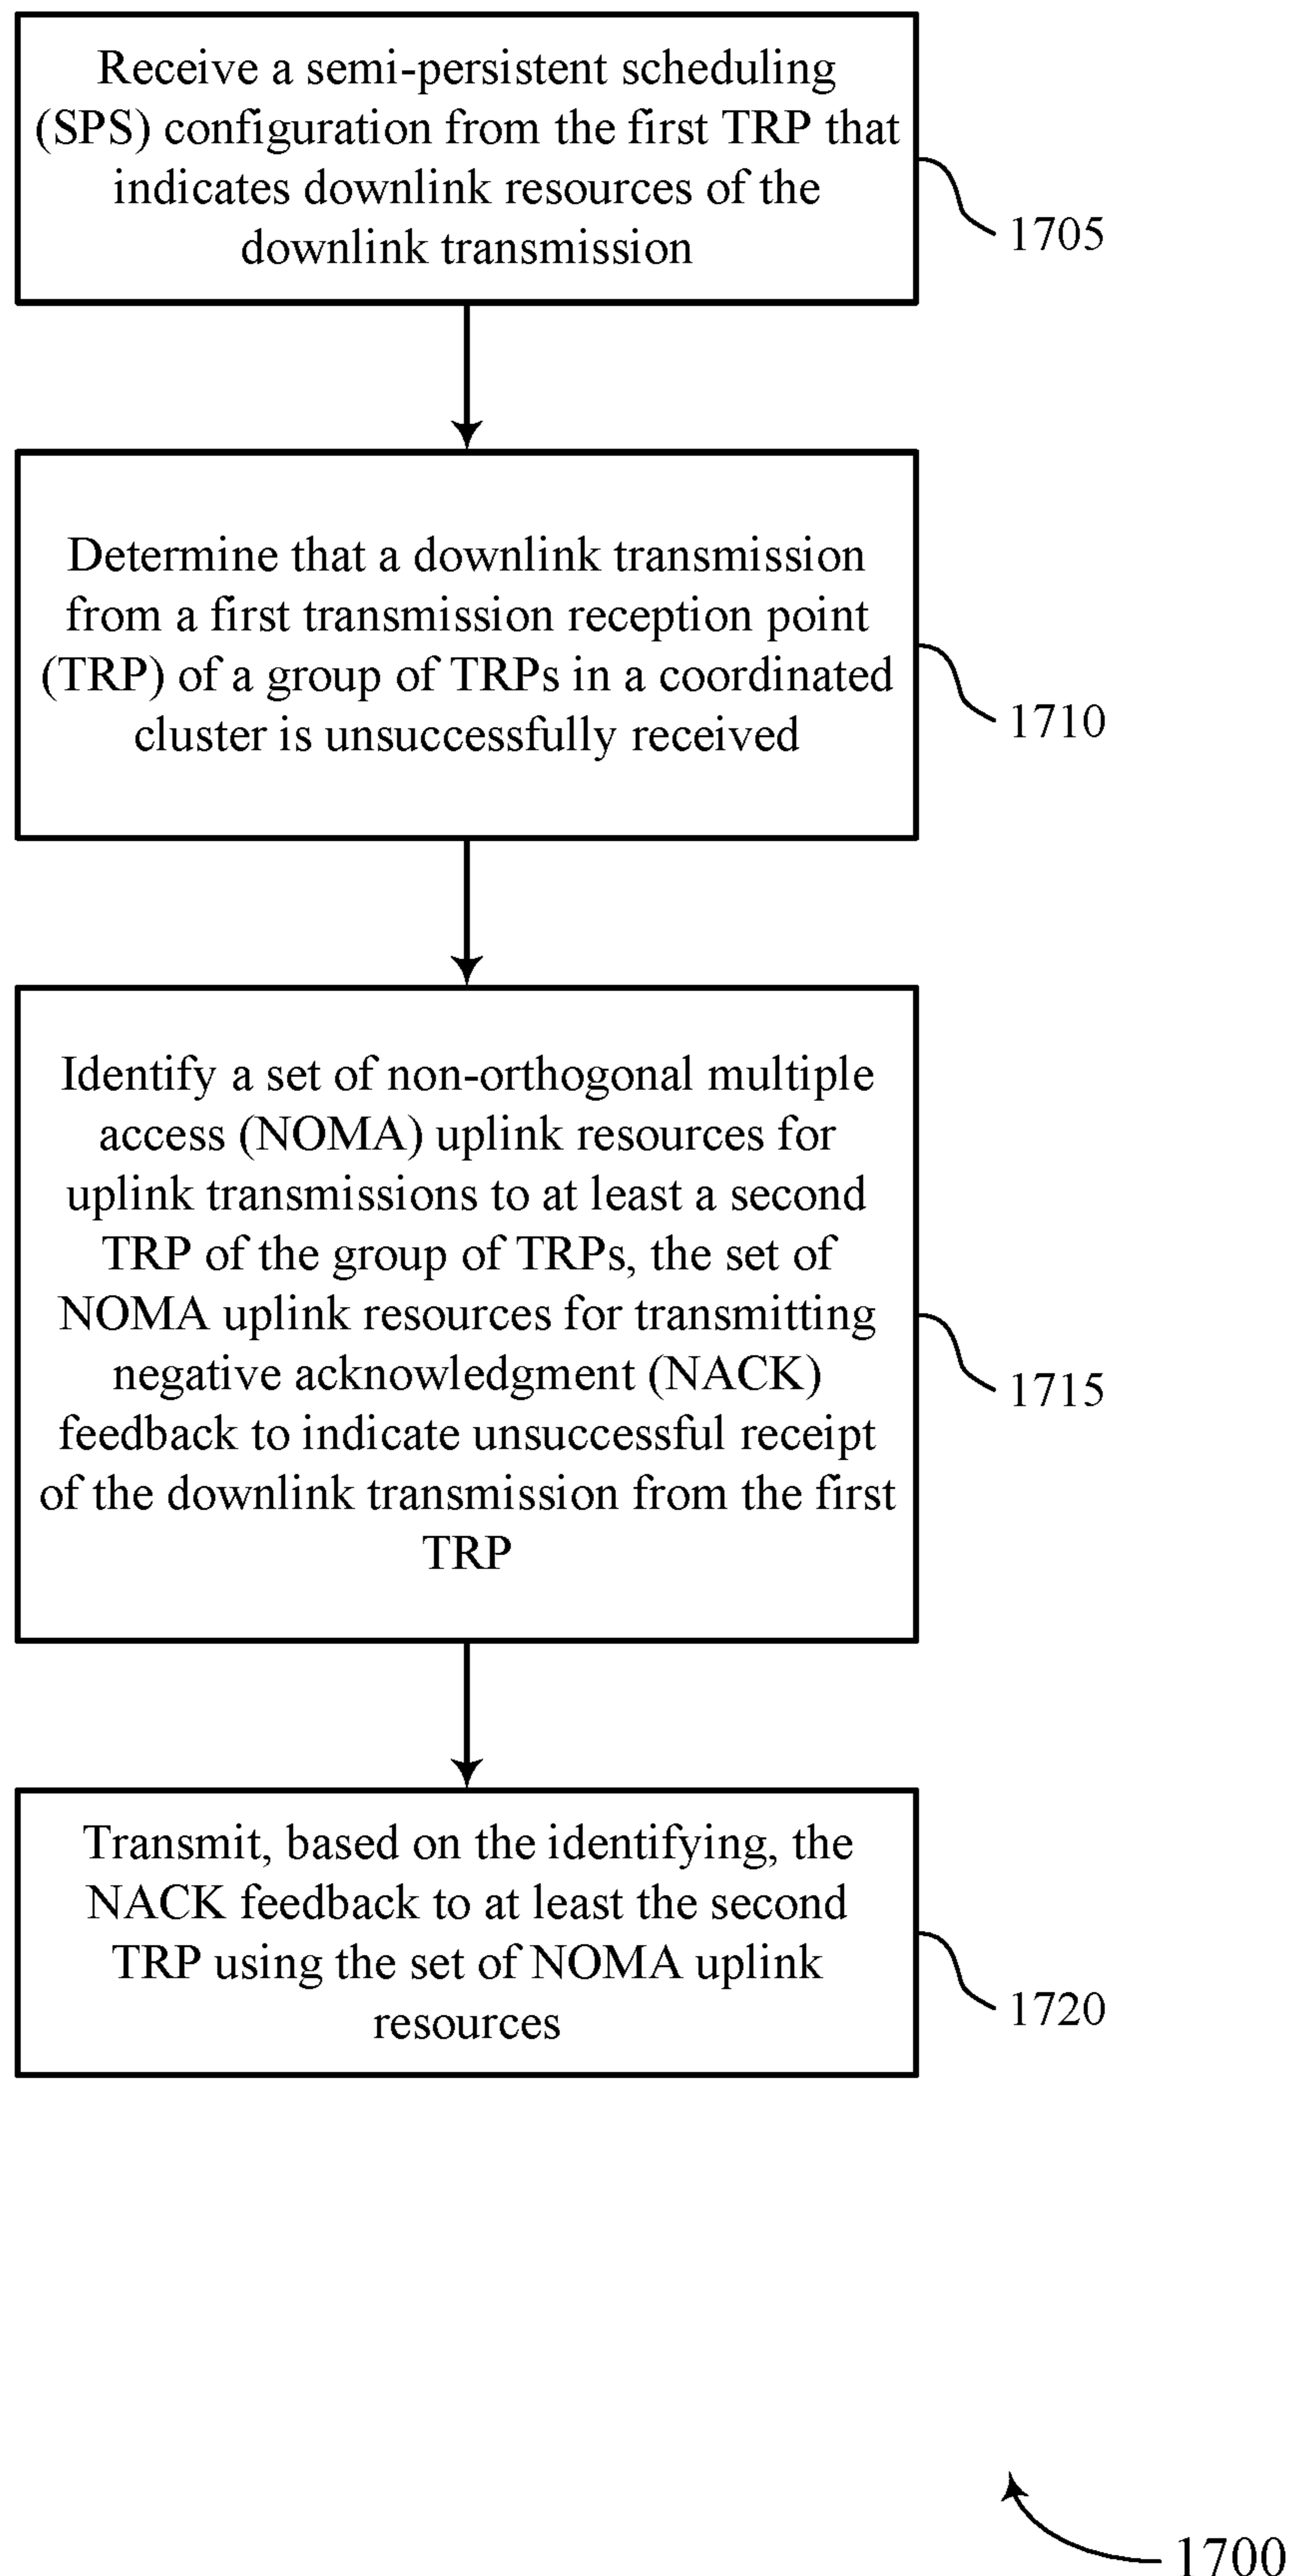 Receive a semi-persistent scheduling
(SPS) configuration from the first TRP that
indicates downlink resources of the
downlink transmission
1705
Determine that a downlink transmission
from a first transmission reception point
(TRP) of a group of TRPs in a coordinated
cluster is unsuccessfully received
1710
Identify a set of non-orthogonal multiple
access (NOMA) uplink resources for
uplink transmissions to at least a second
TRP of the group of TRPs, the set of
NOMA uplink resources for transmitting
negative acknowledgment (NACK)
feedback to indicate unsuccessful receipt
of the downlink transmission from the first
TRP
1715
Transmit, based on the identifying, the
NACK feedback to at least the second
TRP using the set of NOMA uplink
resources
1720
1700